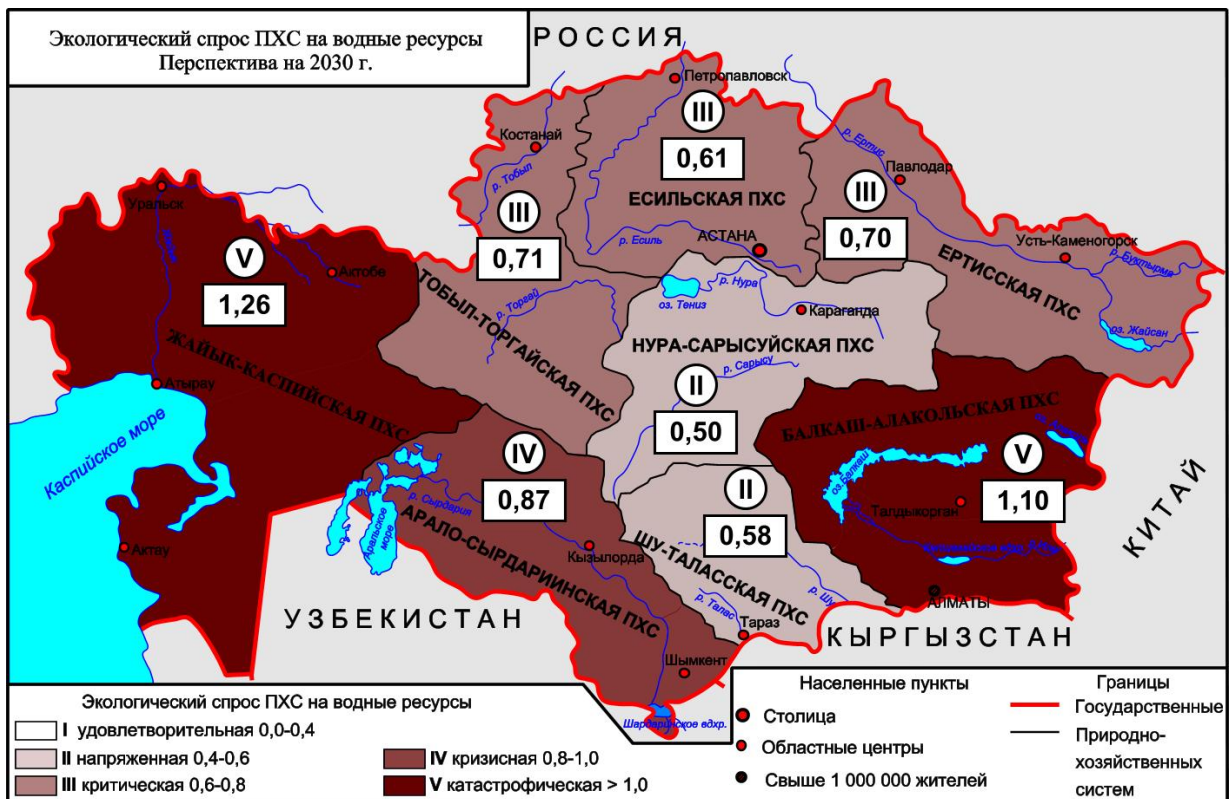 Экологический спрос ПХС на водные ресурсы
Перспектива на 2030 г.
РОССИЯ
Петропавловск
III
0,61
ЕСИЛЬСКАЯ ПХС
р. Есиль
АСТАНА
Костанай
р. Тобыл
III
0,71
ТОБЫЛ-ТОРГАЙСКАЯ ПХС
р. Торгай
р. Ертис
Павлодар
III
0,70
Усть-Каменогорск
р. Буктырма
ЕРТИССКАЯ ПХС
оз. Жайсан
Уральск
V
1,26
Актобе
ЖАЙЫК-КАСПИЙСКАЯ ПХС
Атырау
Каспийское море
Актау
р. Нура
оз. Тениз
Караганда
НУРА-САРЫСУЙСКАЯ ПХС
р. Сарысу
II
0,50
БАЛКАШ-АЛАКОЛЬСКАЯ ПХС
V
1,10
оз.Балкаш
Талдыкорган
АЛМАТЫ
КИТАЙ
IV
0,87
р. Сырдария
Аральское море
АРАЛО-СЫРДАРИИНСКАЯ ПХС
Кызылорда
Шымкент
Шардаринское вдхр.
II
0,58
ШУ-ТАЛАССКАЯ ПХС
р. Шу
р. Талас
Тараз
УЗБЕКИСТАН
КЫРГЫЗСТАН
Экологический спрос ПХС на водные ресурсы
I удовлетворительная 0,0-0,4
II напряженная 0,4-0,6
III критическая 0,6-0,8
IV кризисная 0,8-1,0
V катастрофическая > 1,0
Населенные пункты
Столица
Областные центры
Свыше 1 000 000 жителей
Границы
Государственные
Природно-
хозяйственных
систем